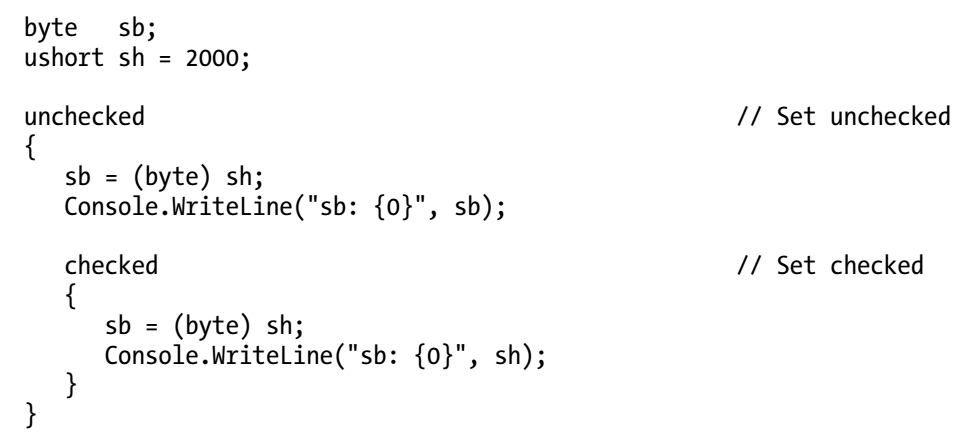 byte   sb;
ushort sh = 2000;

unchecked                                        // Set unchecked
{
   sb = (byte) sh;
   Console.WriteLine("sb: {0}", sb);

   checked                                       // Set checked
   {
      sb = (byte) sh;
      Console.WriteLine("sb: {0}", sh);
   }
}